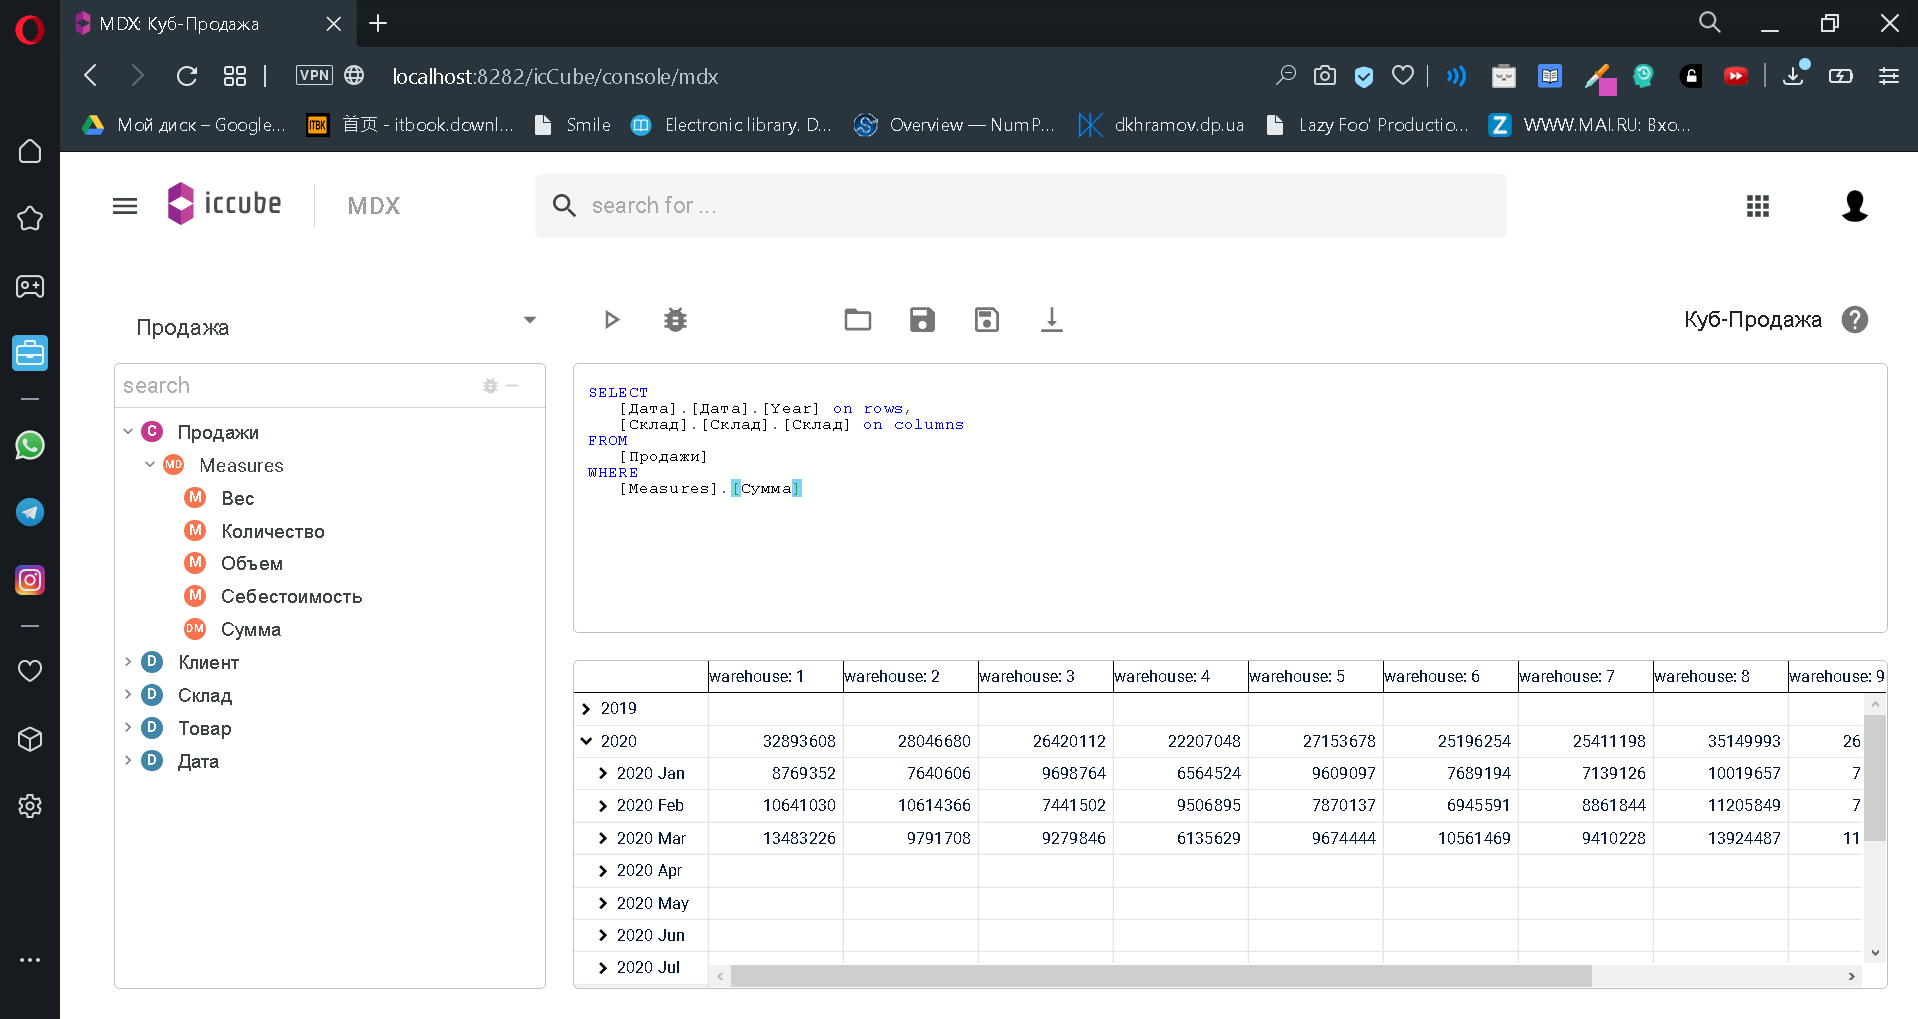 MDX: Куб-Продажа
VPN
localhost:8282/icCube/console/mdx
Мой диск – Google...
ITBK
首页 - itbook.downl...
Smile
Electronic library. D...
Overview — NumP...
dkhramov.dp.ua
Lazy Foo' Productio...
Z
WWW.MAI.RU: Вхо...
iccube
MDX
search for ...
Продажа
Куб-Продажа
?
search
C Продажи
MD Measures
M Вес
M Количество
M Объем
M Себестоимость
DM Сумма
D Клиент
D Склад
D Товар
D Дата
SELECT
[Дата].[Дата].[Year] on rows,
[Склад].[Склад].[Склад] on columns
FROM
[Продажи]
WHERE
[Measures].[Сумма]
warehouse: 1 warehouse: 2 warehouse: 3 warehouse: 4 warehouse: 5 warehouse: 6 warehouse: 7 warehouse: 8 warehouse: 9
2019
2020 32893608 28046680 26420112 22207048 27153678 25196254 25411198 35149993 26
2020 Jan 8769352 7640606 9698764 6564524 9609097 7689194 7139126 10019657 7
2020 Feb 10641030 10614366 7441502 9506895 7870137 6945591 8861844 11205849 7
2020 Mar 13483226 9791708 9279846 6135629 9674444 10561469 9410228 13924487 11
2020 Apr
2020 May
2020 Jun
2020 Jul